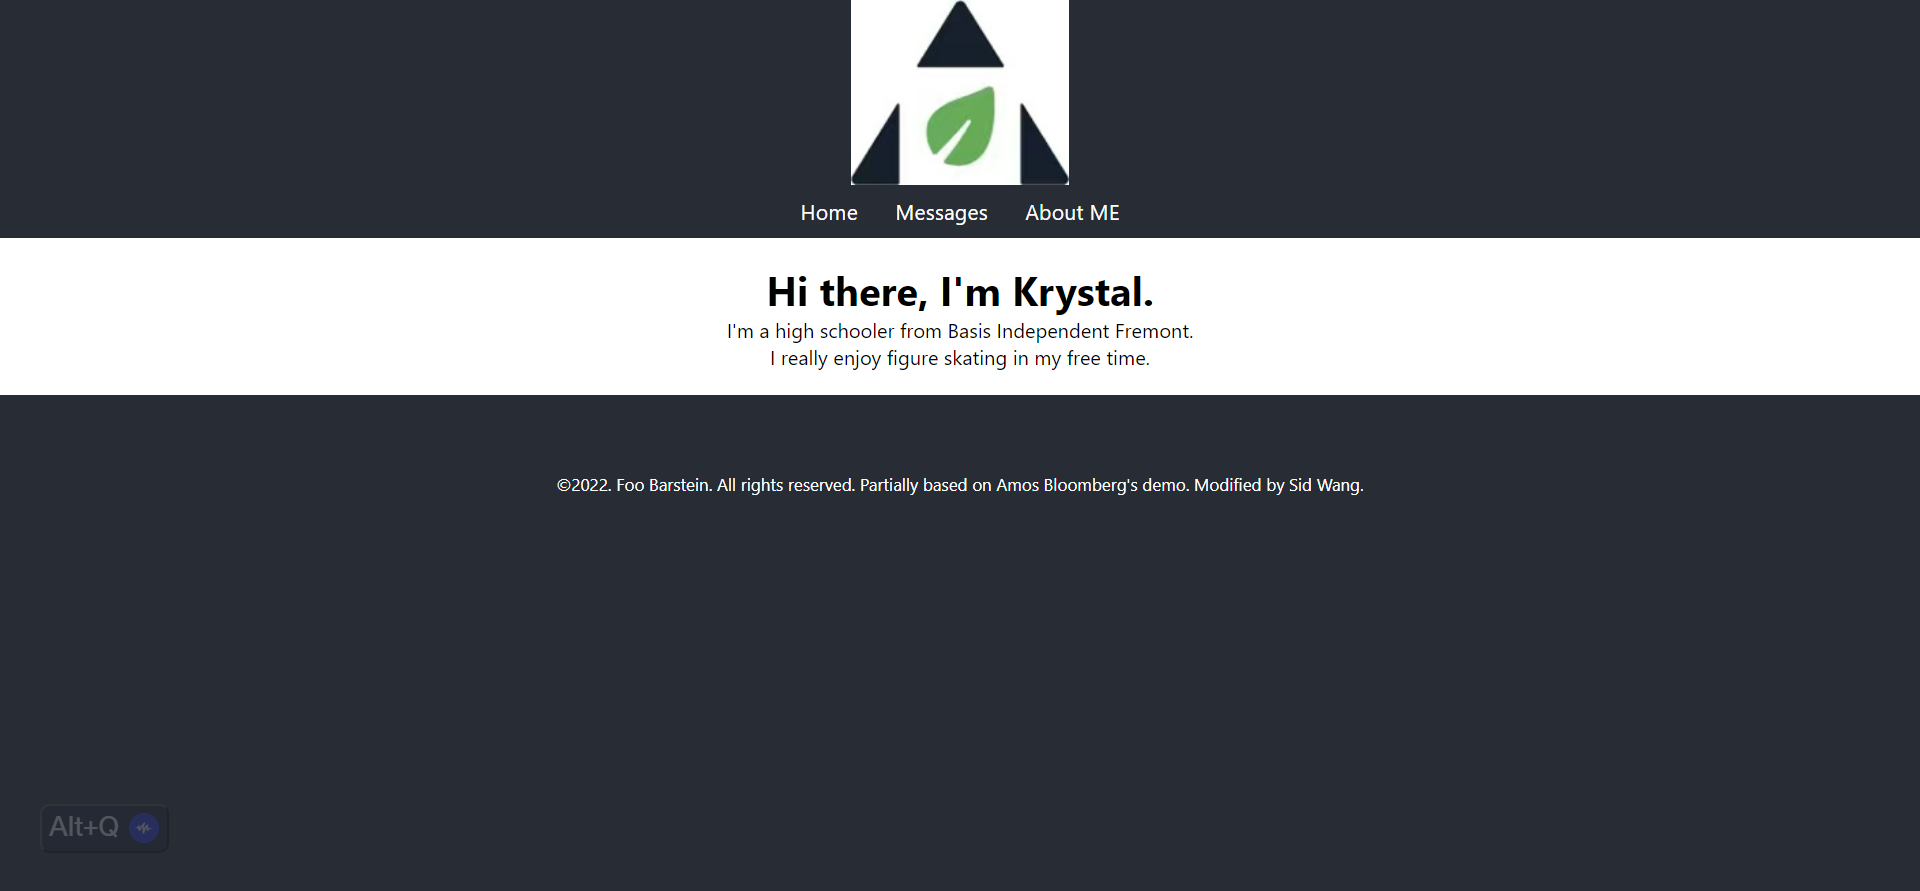 Home Messages About ME
Hi there, I'm Krystal.
I'm a high schooler from Basis Independent Fremont.
I really enjoy figure skating in my free time.
©2022. Foo Barstein. All rights reserved. Partially based on Amos Bloomberg's demo. Modified by Sid Wang.
Alt+Q